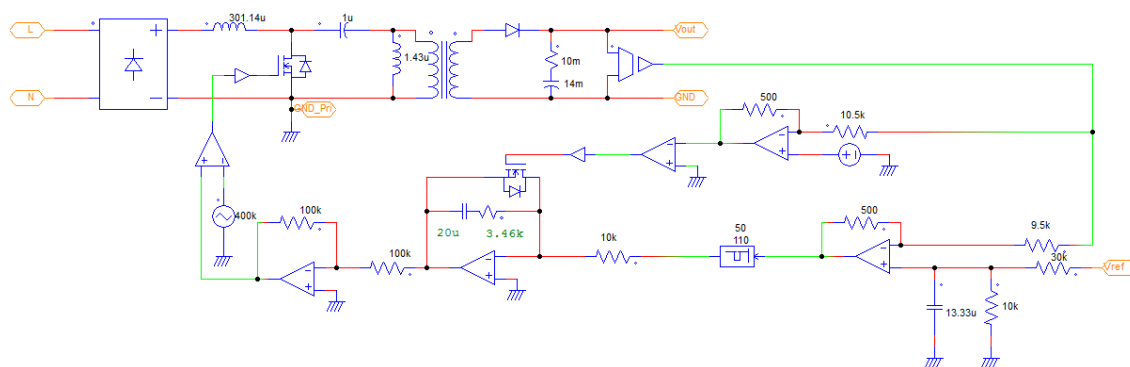 301.14u
1u
L
Vout
1.43u
10m
14m
N
GND
GND_Pri
500
10.5k
400k
100k
20u
3.46k
100k
10k
50
110
500
9.5k
30k
Vref
13.33u
10k